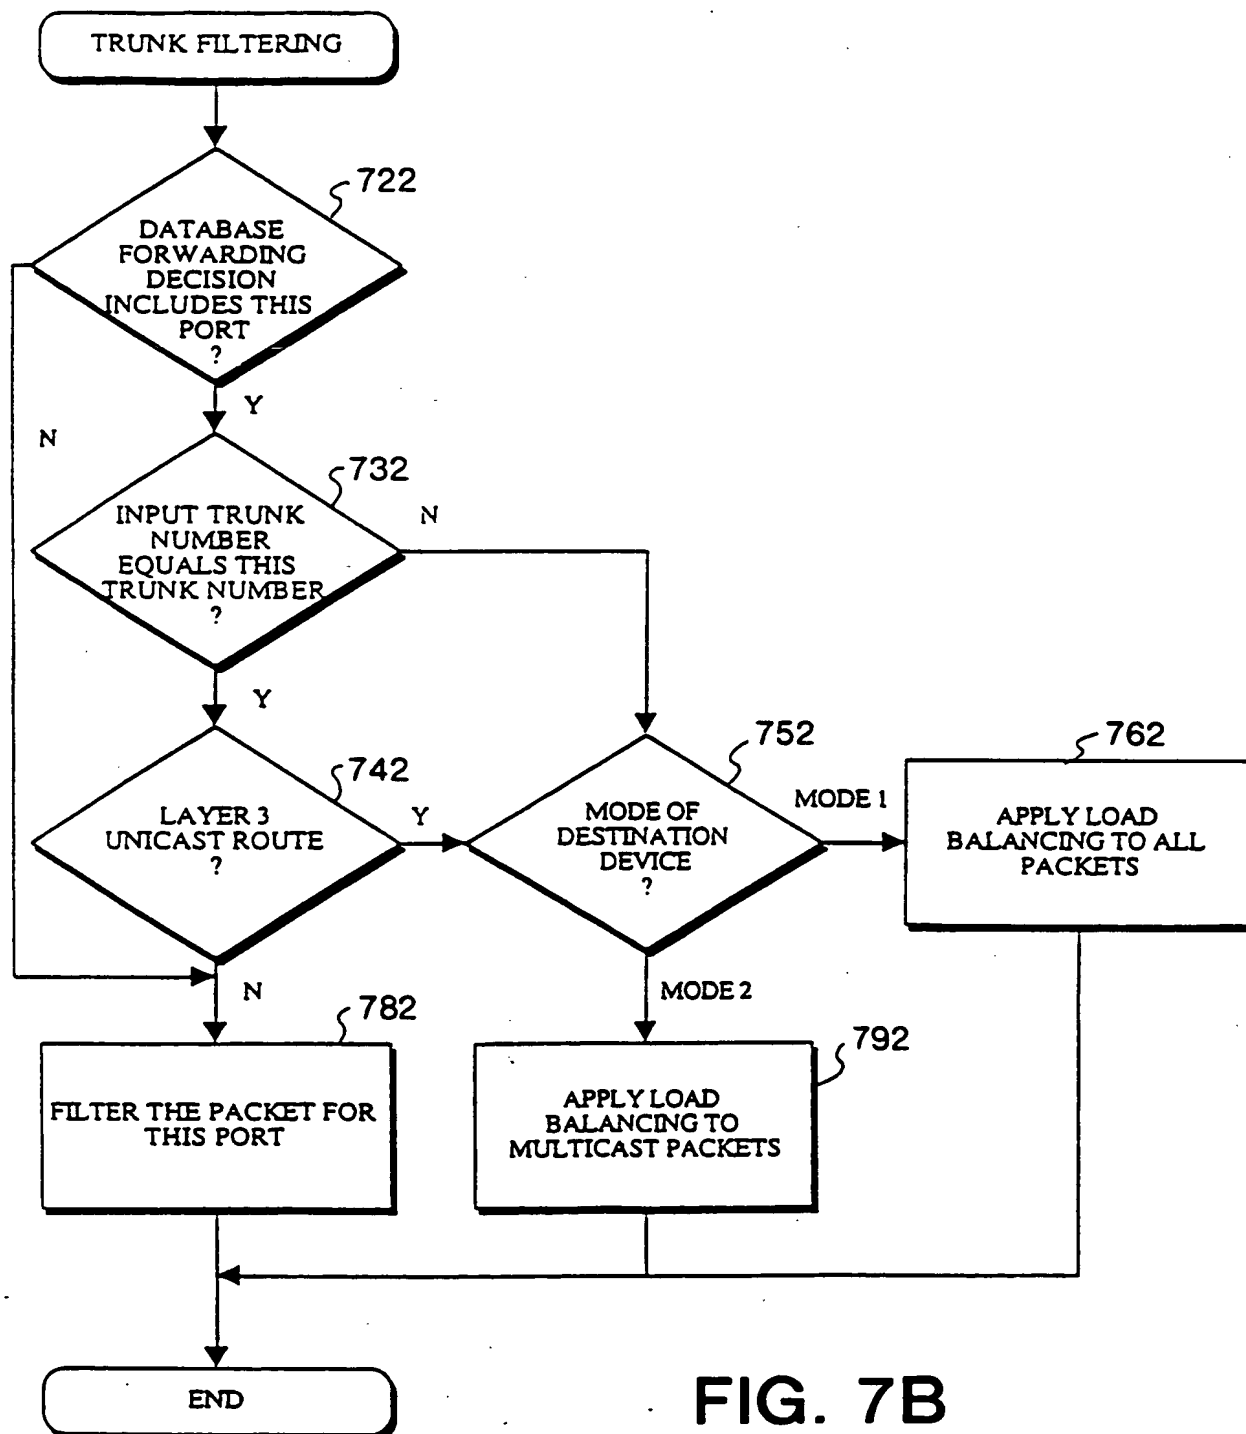 TRUNK FILTERING
722
DATABASE
FORWARDING
DECISION
INCLUDES THIS
PORT
?
Y
N
732
INPUT TRUNK
NUMBER
EQUALS THIS
TRUNK NUMBER
?
N
Y
742
LAYER 3
UNICAST ROUTE
?
Y
N
752
MODE OF
DESTINATION
DEVICE
?
MODE 1
MODE 2
762
APPLY LOAD
BALANCING TO ALL
PACKETS
782
FILTER THE PACKET FOR
THIS PORT
792
APPLY LOAD
BALANCING TO
MULTICAST PACKETS
END
FIG. 7B